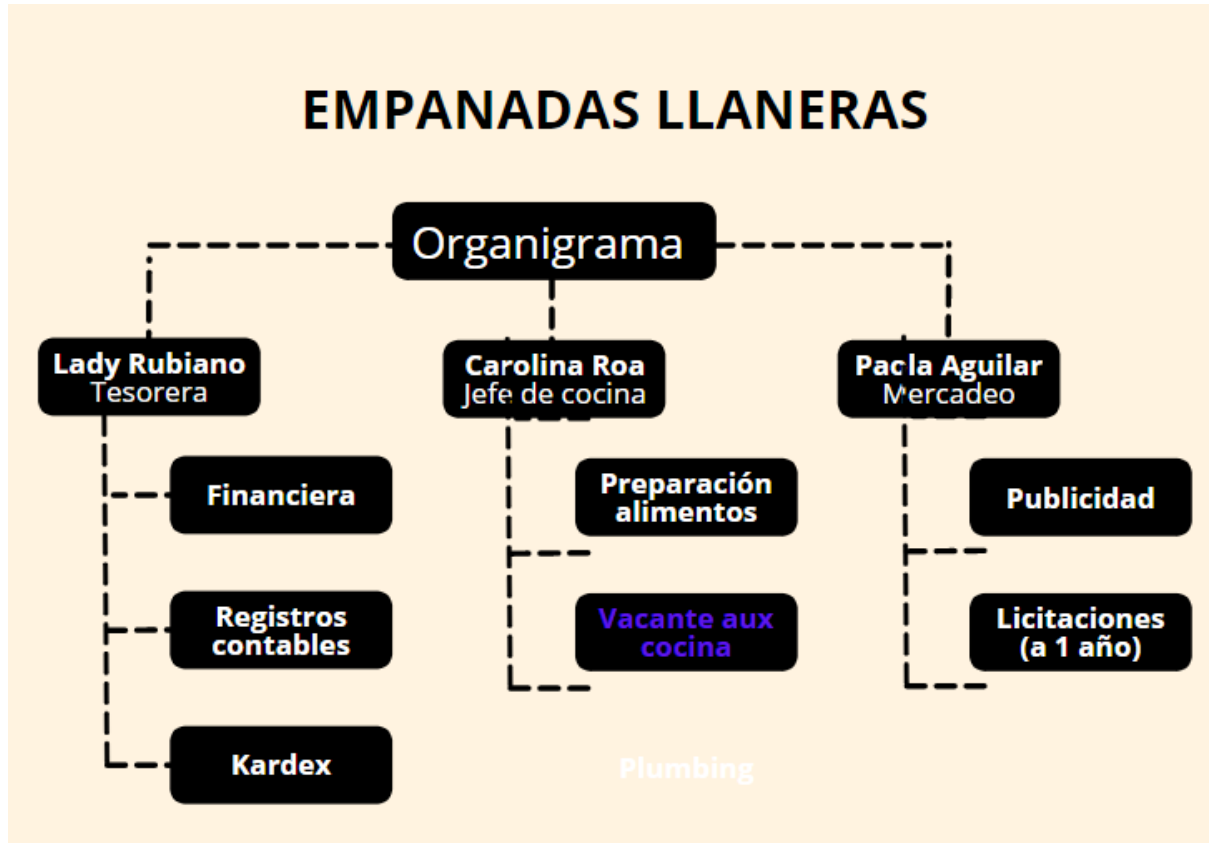 EMPANADAS LLANERAS
Organigrama
Lady Rubiano
Tesorera
Financiera
Registros
contables
Kardex
Carolina Roa
Jefe de cocina
Preparación
alimentos
Vacante aux
cocina
Plumbing
Paola Aguilar
Mercadeo
Publicidad
Licitaciones
(a 1 año)